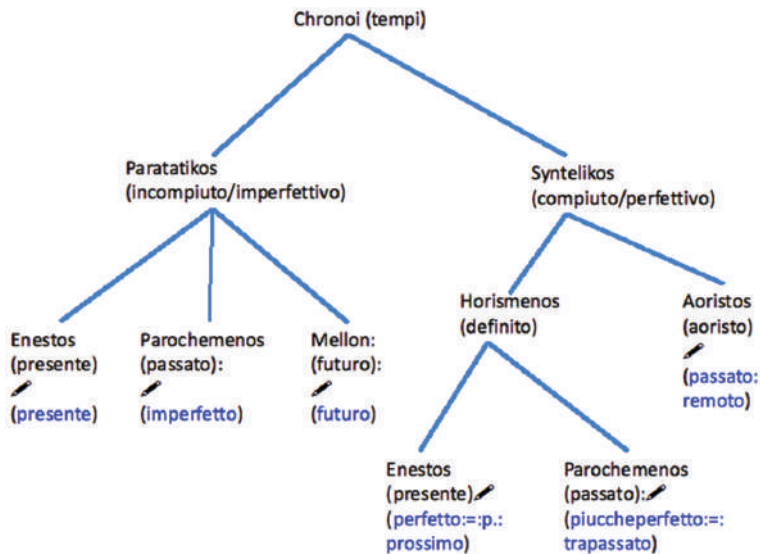 Chronoi (tempi)
Paratatikos
(incompiuto/imperfettivo)
Syntelikos
(compiuto/perfettivo)
Enestos
(presente)
(presente)
Parochemenos
(passato):
(imperfetto)
Mellon:
(futuro):
(futuro)
Horismenos
(definito)
Aoristos
(aoristo)
(passato:
remoto)
Enestos
(presente)
(perfetto:=:p.:
prossimo)
Parochemenos
(passato):
(piuccheperfetto:=:
trapassato)